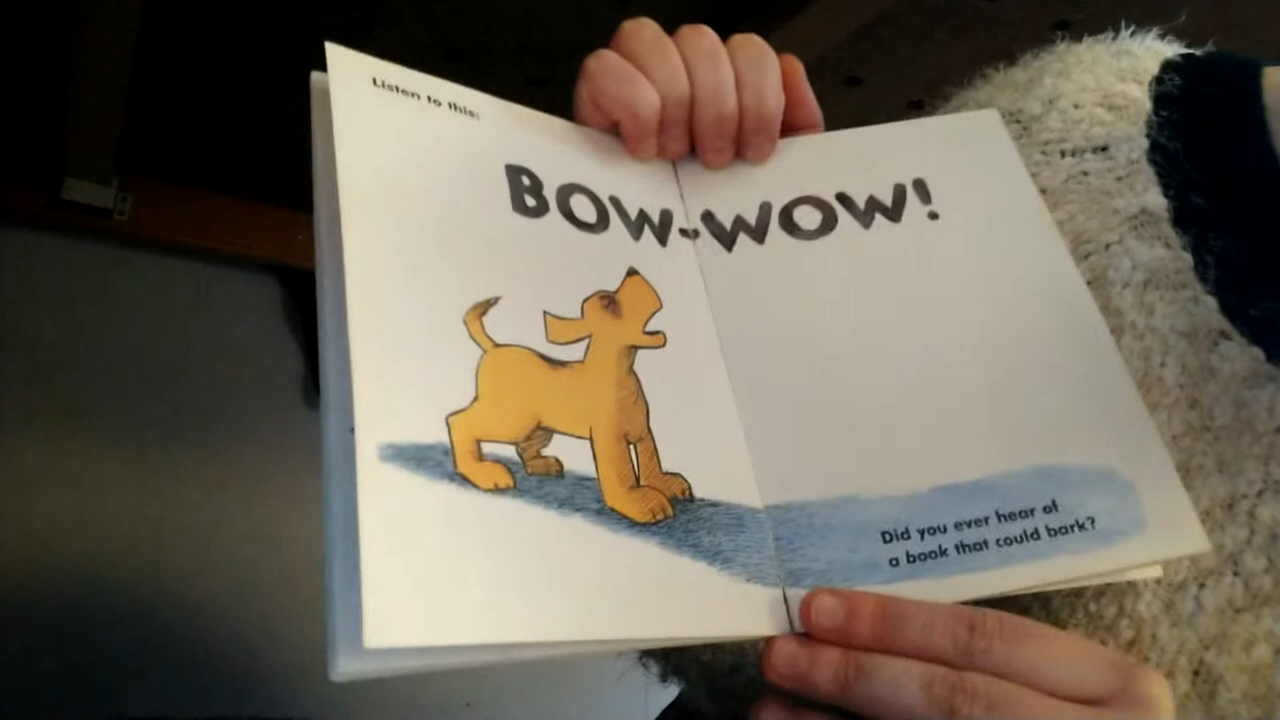 Listen to this:
BOW-WOW!
Did you ever hear of
a book that could bark?